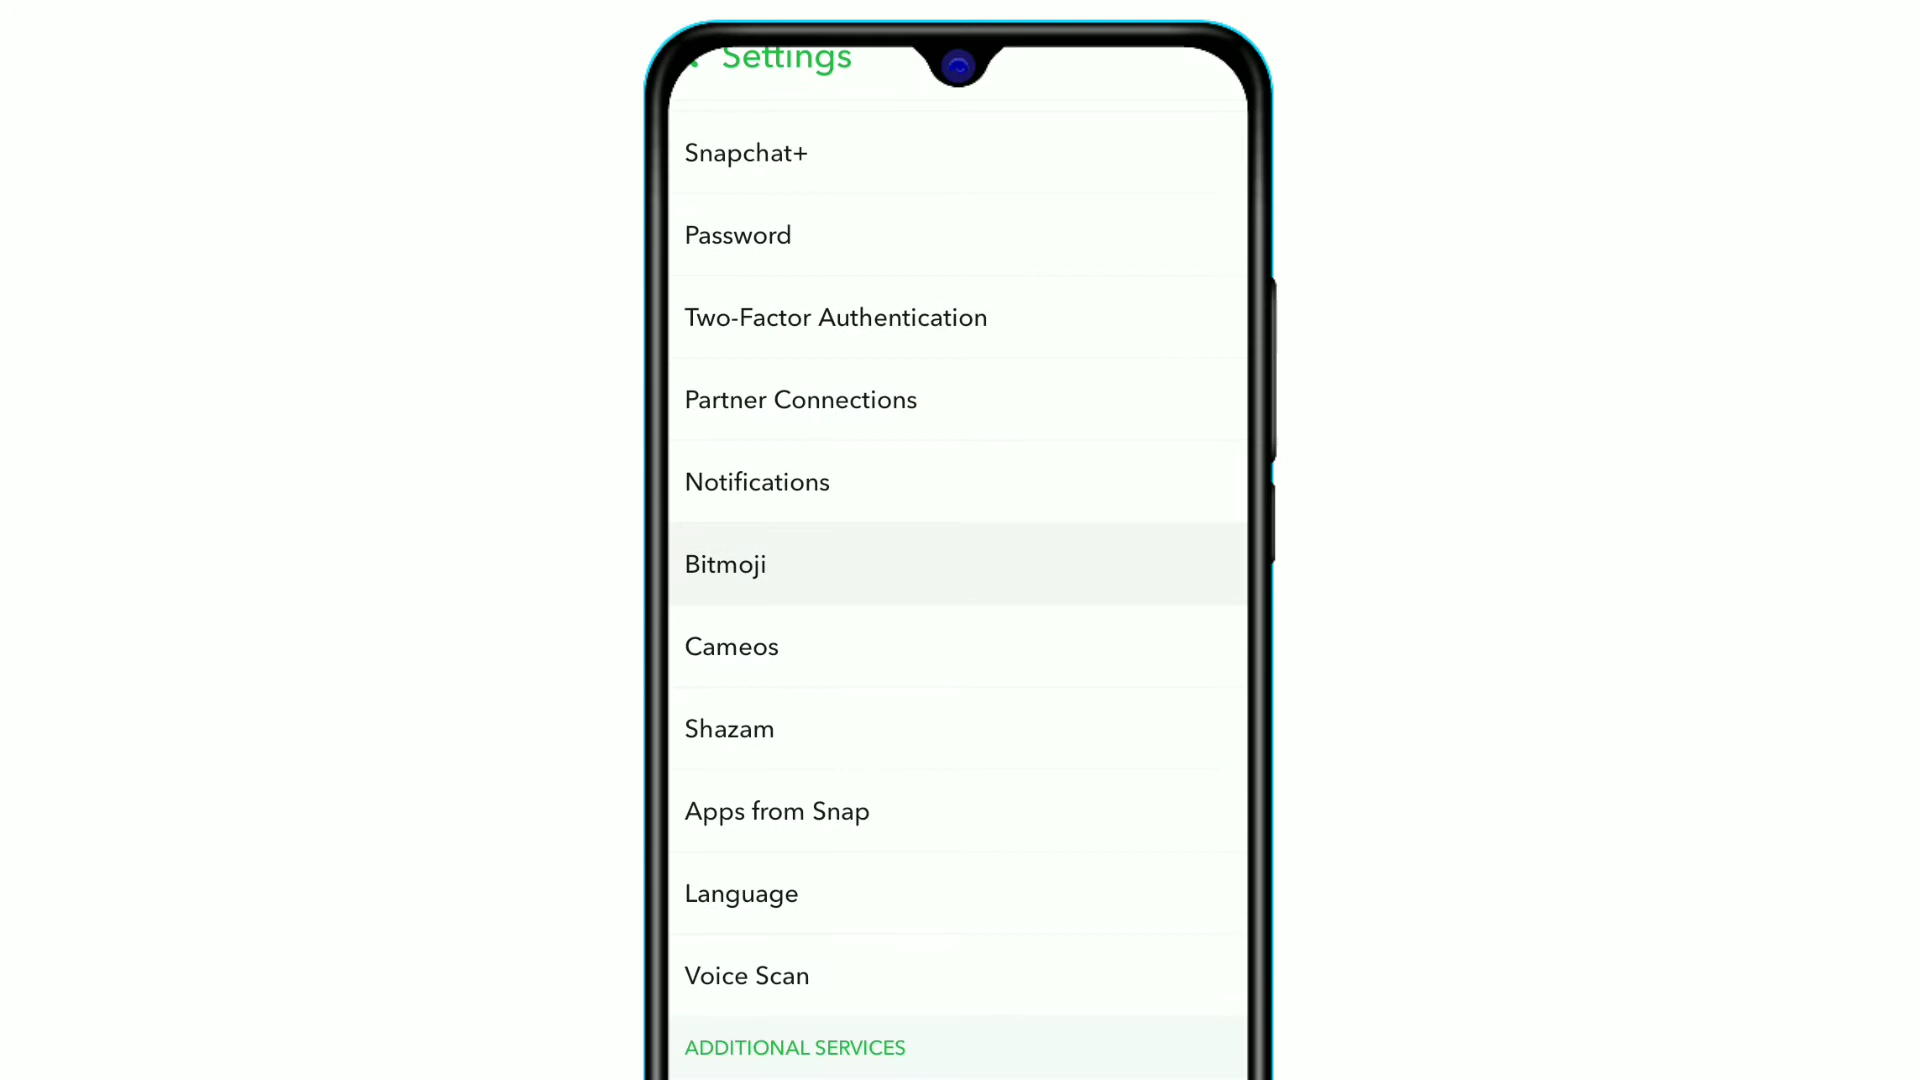 Settings
Snapchat+
Password
Two-Factor Authentication
Partner Connections
Notifications
Bitmoji
Cameos
Shazam
Apps from Snap
Language
Voice Scan
ADDITIONAL SERVICES